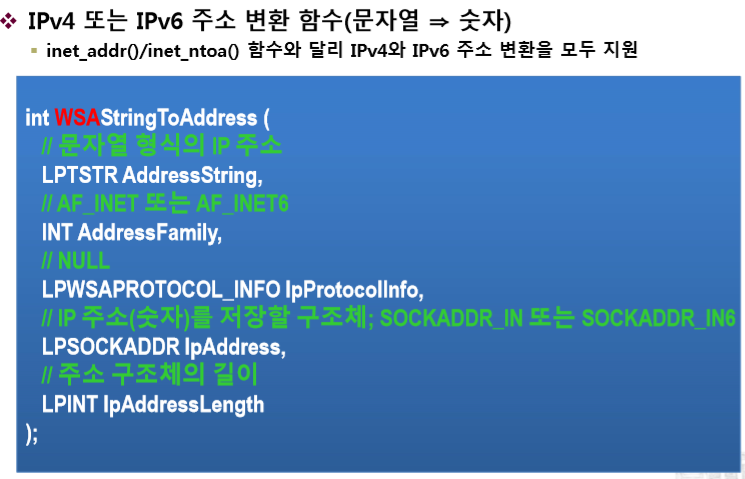 ❖ IPv4 또는 IPv6 주소 변환 함수(문자열 ⇒ 숫자)
▪ inet_addr()/inet_ntoa() 함수와 달리 IPv4와 IPv6 주소 변환을 모두 지원
int WSAStringToAddress (
// 문자열 형식의 IP 주소
LPTSTR AddressString,
// AF_INET 또는 AF_INET6
INT AddressFamily,
// NULL
LPWSAPROTOCOL_INFO lpProtocolInfo,
// IP 주소(숫자)를 저장할 구조체; SOCKADDR_IN 또는 SOCKADDR_IN6
LPSOCKADDR lpAddress,
// 주소 구조체의 길이
LPINT lpAddressLength
);